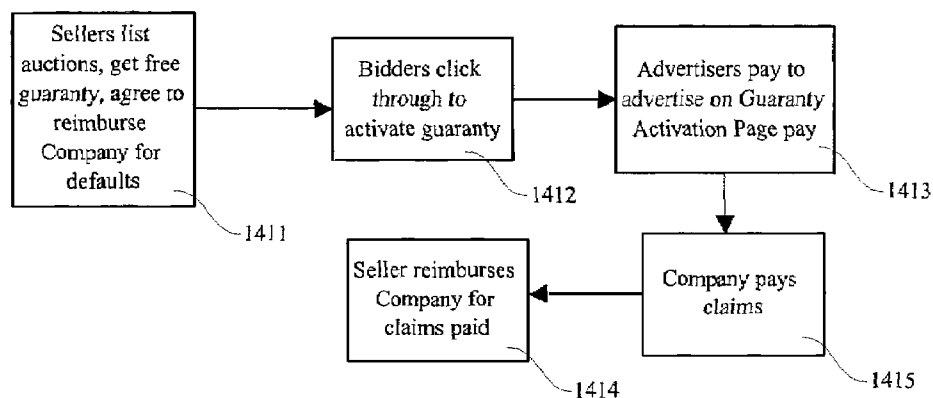 Sellers list
auctions, get free
guaranty, agree to
reimburse
Company for
defaults
1411
Bidders click
through to
activate guaranty
1412
Advertisers pay to
advertise on Guaranty
Activation Page pay
1413
Company pays
claims
1415
Seller reimburses
Company for
claims paid
1414